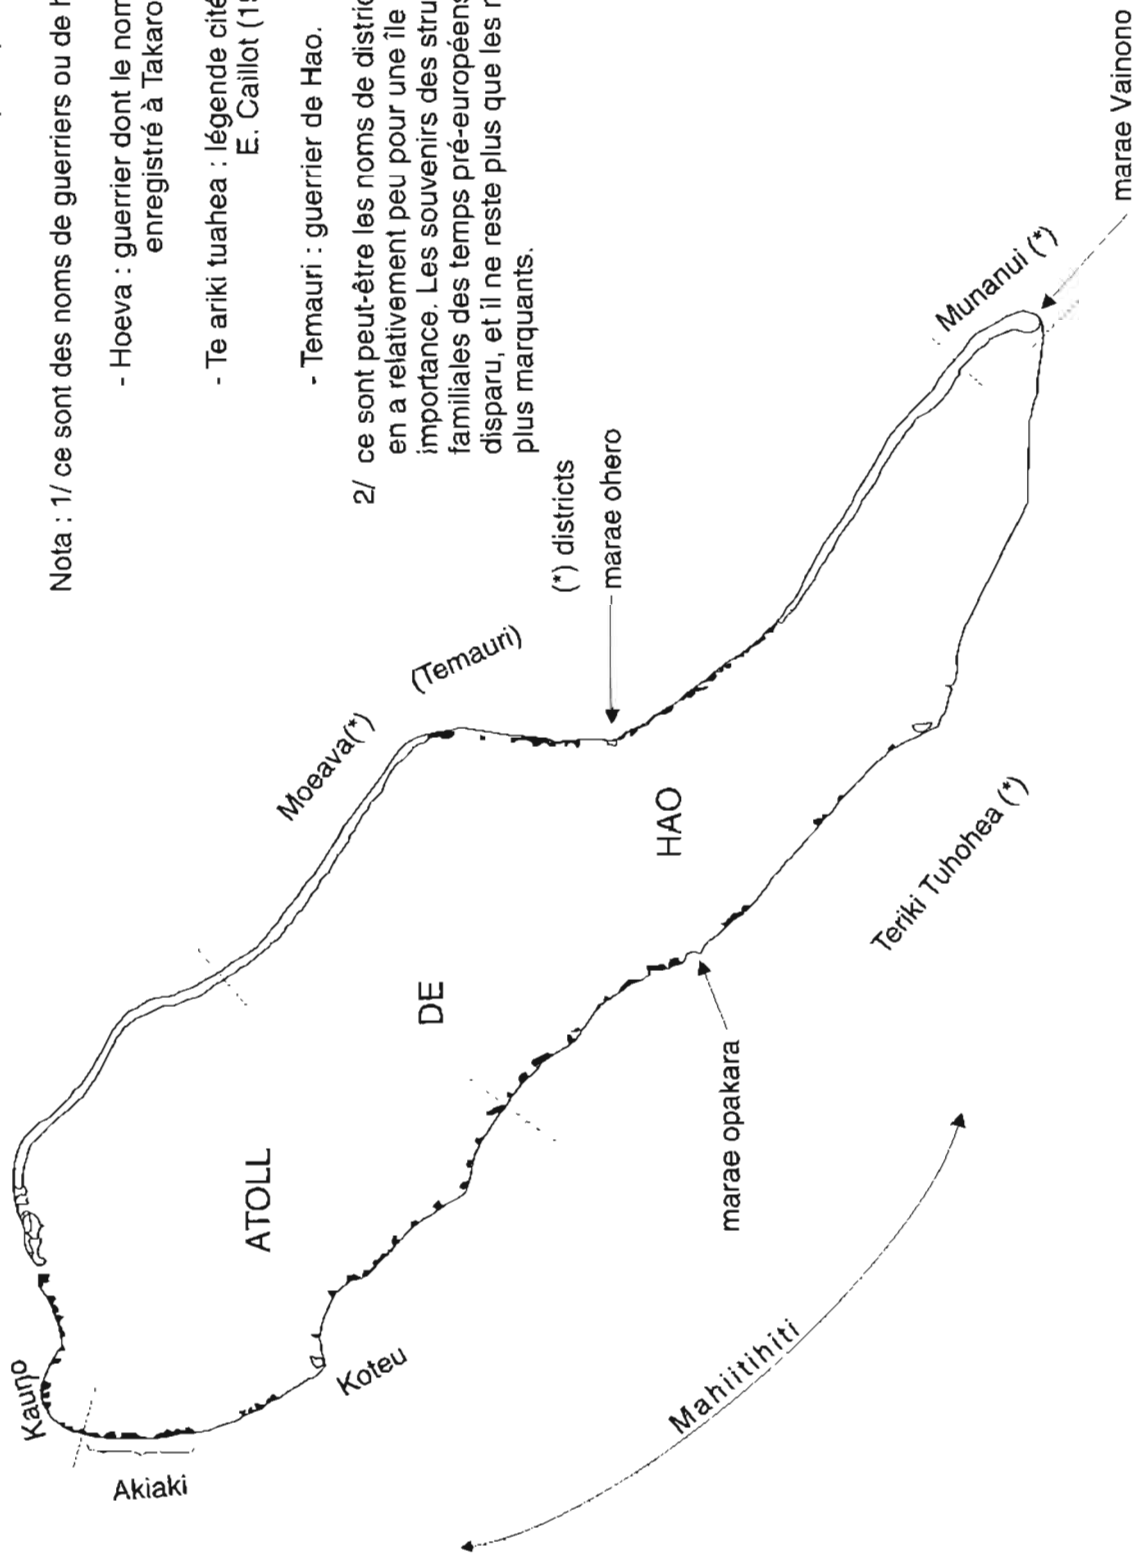 Nota : 1/ ce sont des noms de guerriers ou de
- Hoeva : guerrier dont le nom
enregistré à Takaro
- Te ariki tuahea : légende cité
E. Caillot (19
- Temauri : guerrier de Hao.
2/ ce sont peut-être les noms de distric
en a relativement peu pour une île
importance. Les souvenirs des stru
familiales des temps pré-européens
disparu, et il ne reste plus que les
plus marquants.
(*) districts
marae ohero
marae Vainono
Munanui (*)
(Temauri)
Moeava(*)
HAO
Teriki Tuhohea (*)
DE
marae opakara
ATOLL
Mahiitihiti
Kauŋo
Koteu
Akiaki